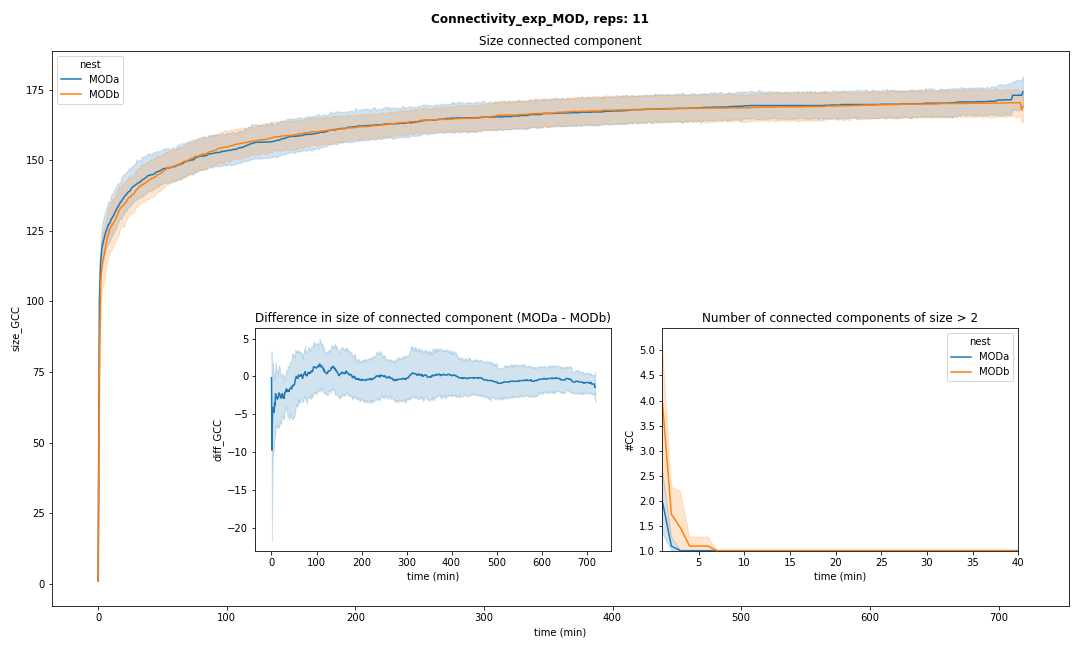 Connectivity_exp_MOD, reps: 11
Size connected component
nest
MODa
MODb
size_GCC
175
150
125
100
75
50
25
0
0 100 200 300 400 500 600 700
time (min)
Difference in size of connected component (MODa - MODb)
diff_GCC
5
0
−5
−10
−15
−20
0 100 200 300 400 500 600 700
time (min)
Number of connected components of size > 2
nest
MODa
MODb
#CC
5.0
4.5
4.0
3.5
3.0
2.5
2.0
1.5
1.0
5 10 15 20 25 30 35 40
time (min)